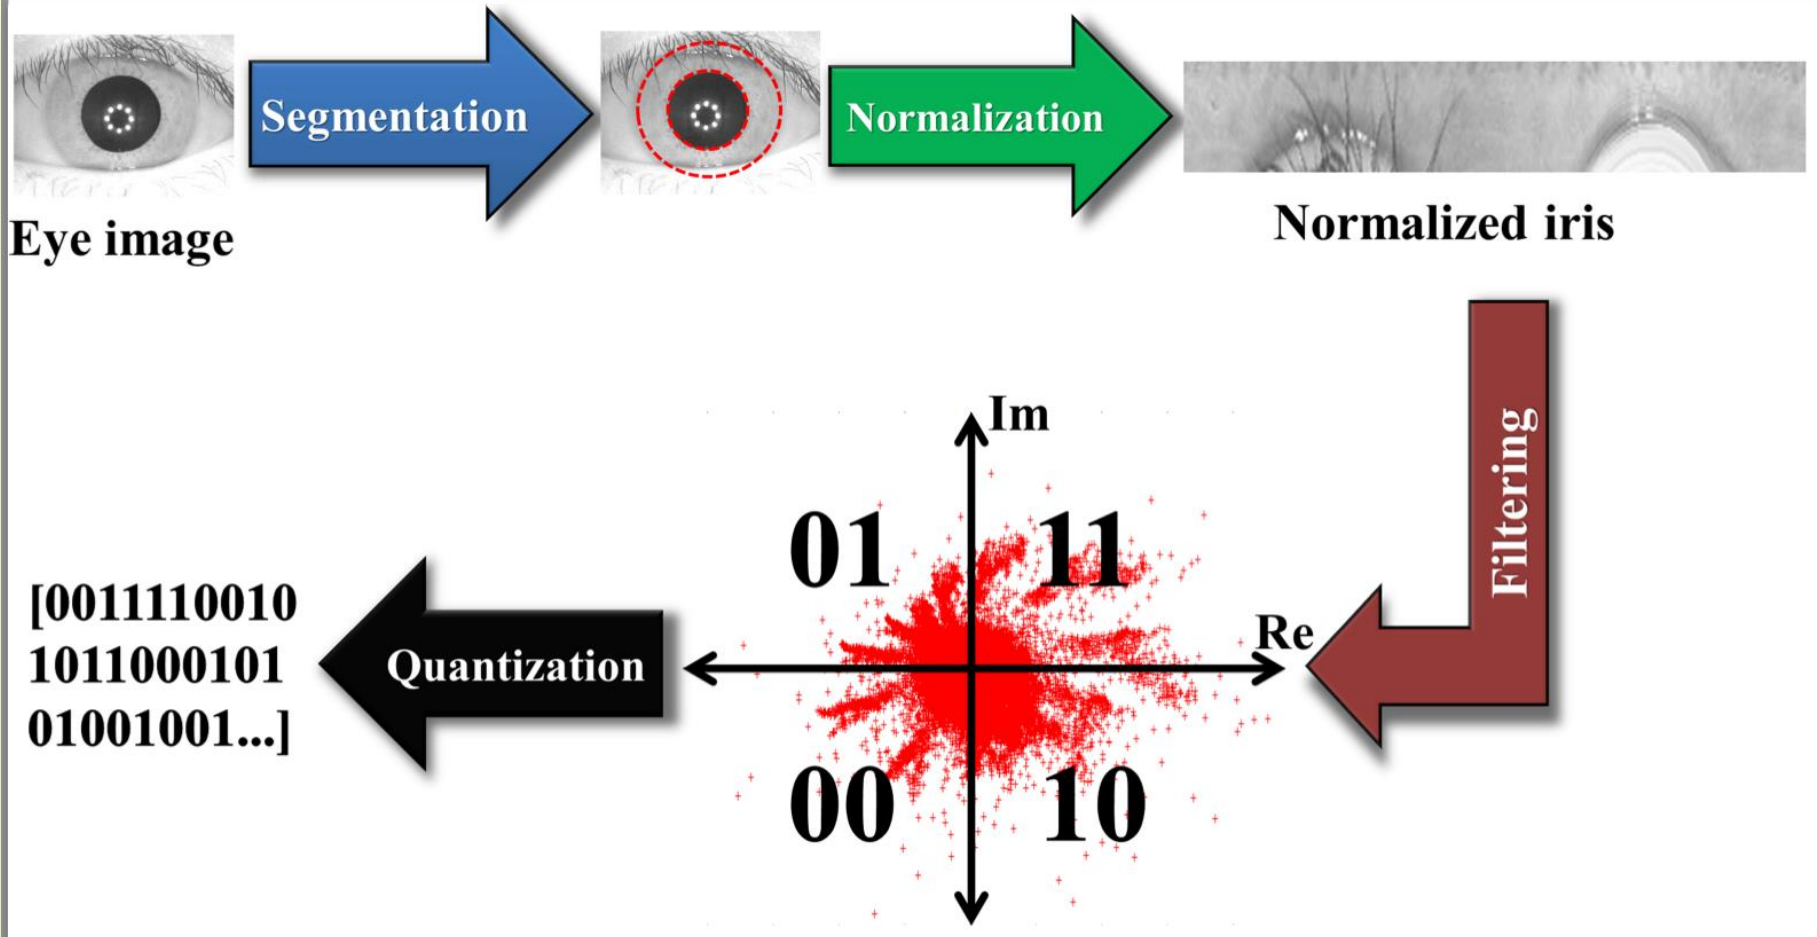 Segmentation
Normalization
Eye image
Normalized iris
Filtering
Im
01
11
Re
00
10
Quantization
[0011110010
1011000101
01001001...]